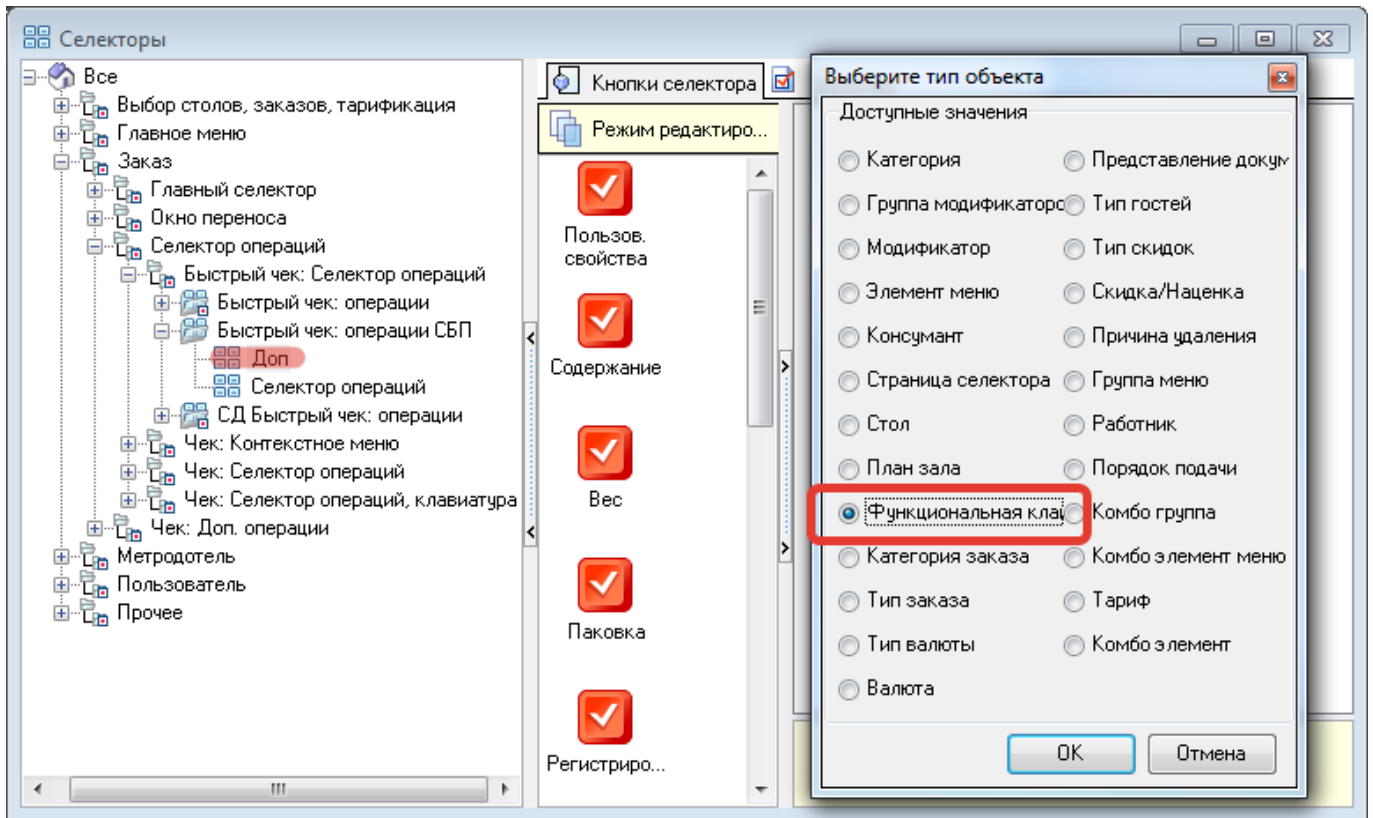 Селекторы
Все
Выбор столов, заказов, тарификация
Главное меню
Заказ
Главный селектор
Окно переноса
Селектор операций
Быстрый чек: Селектор операций
Быстрый чек: операции
Быстрый чек: операции СБП
Доп
Селектор операций
СД Быстрый чек: операции
Чек: Контекстное меню
Чек: Селектор операций
Чек: Селектор операций, клавиатура
Чек: Доп. операции
Метродотель
Пользователь
Прочее
Кнопки селектора
Режим редактиро...
Пользов.
свойства
Содержание
Вес
Паковка
Регистриро...
Выберите тип объекта
Доступные значения
Категория
Представление докум
Группа модификаторо
Тип гостей
Модификатор
Тип скидок
Элемент меню
Скидка/Наценка
Консумант
Причина удаления
Страница селектора
Группа меню
Стол
Работник
План зала
Порядок подачи
Функциональная клав
Комбо группа
Категория заказа
Комбо элемент меню
Тип заказа
Тариф
Тип валюты
Комбо элемент
Валюта
OK
Отмена